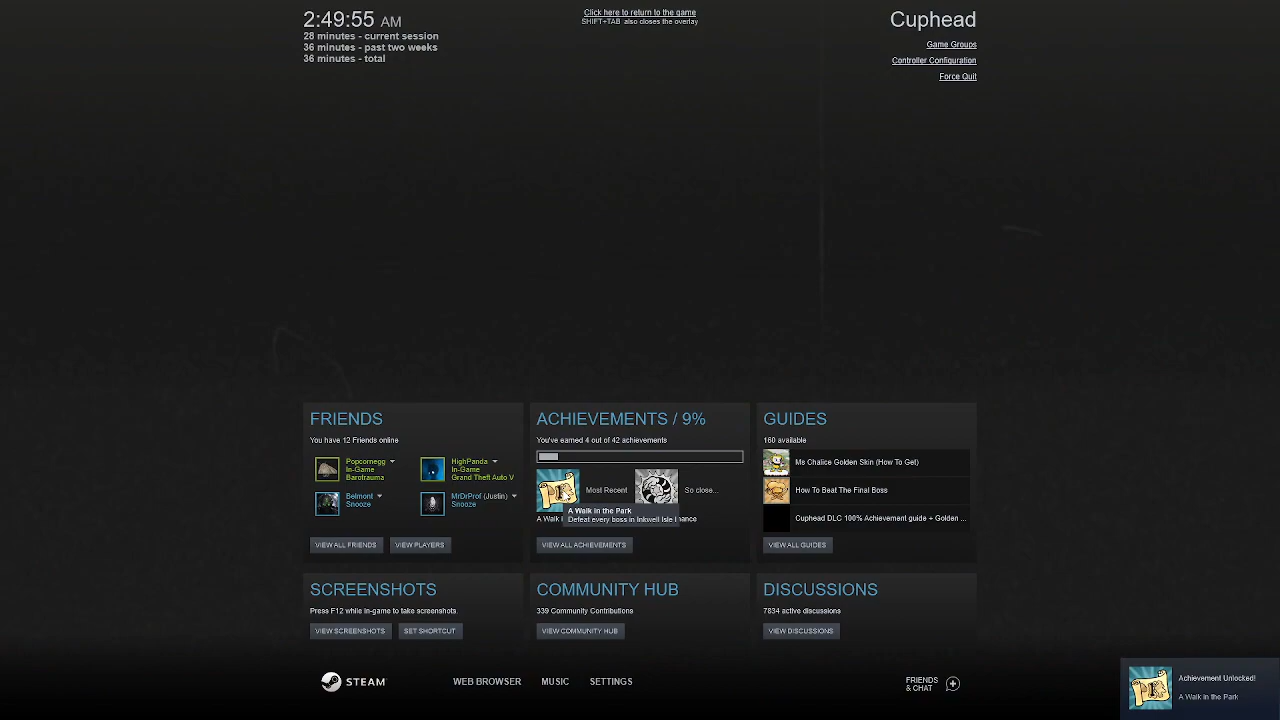 2:49:55 AM
28 minutes - current session
36 minutes - past two weeks
36 minutes - total
Click here to return to the game
SHIFT+TAB also closes the overlay
Cuphead
Game Groups
Controller Configuration
Force Quit
FRIENDS
You have 12 Friends online
Popcornegg
In-Game
Barotrauma
HighPanda
In-Game
Grand Theft Auto V
Belmont
Snooze
MrDrProf (Justin)
Snooze
VIEW ALL FRIENDS
VIEW PLAYERS
ACHIEVEMENTS / 9%
You've earned 4 out of 42 achievements
Most Recent
So close...
A Walk in the Park
Defeat every boss in Inkwell Isle I
A Walk
hance
VIEW ALL ACHIEVEMENTS
GUIDES
160 available
Ms Chalice Golden Skin (How To Get)
How To Beat The Final Boss
Cuphead DLC 100% Achievement guide + Golden ...
VIEW ALL GUIDES
SCREENSHOTS
Press F12 while in-game to take screenshots
VIEW SCREENSHOTS
SET SHORTCUT
COMMUNITY HUB
339 Community Contributions
VIEW COMMUNITY HUB
DISCUSSIONS
7834 active discussions
VIEW DISCUSSIONS
STEAM
WEB BROWSER
MUSIC
SETTINGS
FRIENDS
& CHAT
Achievement Unlocked!
A Walk in the Park